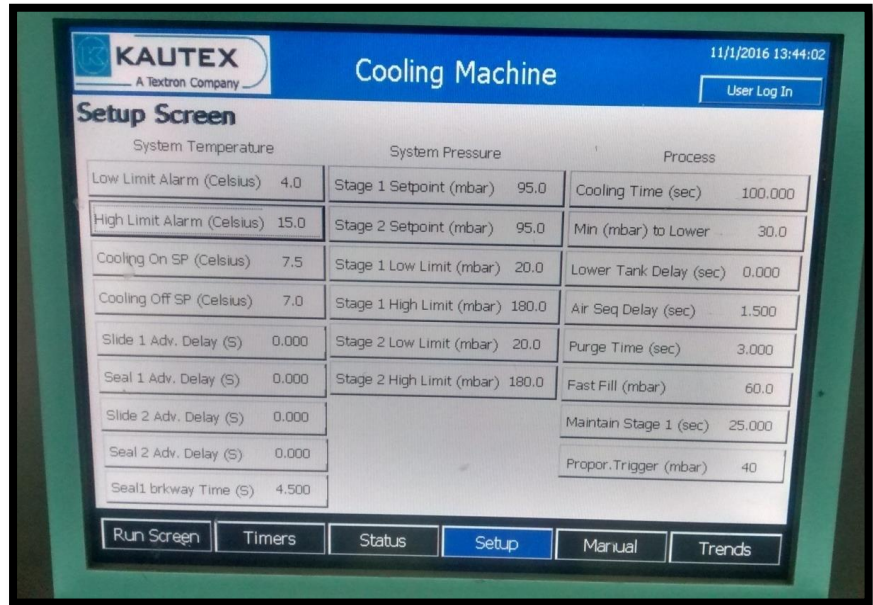 KAUTEX
A Textron Company
Cooling Machine
11/1/2016 13:44:02
User Log In
Setup Screen
System Temperature
Low Limit Alarm (Celsius) 4.0
High Limit Alarm (Celsius) 15.0
Cooling On SP (Celsius) 7.5
Cooling Off SP (Celsius) 7.0
Slide 1 Adv. Delay (S) 0.000
Seal 1 Adv. Delay (S) 0.000
Slide 2 Adv. Delay (S) 0.000
Seal 2 Adv. Delay (S) 0.000
Seal1 brkway Time (S) 4.500
System Pressure
Stage 1 Setpoint (mbar) 95.0
Stage 2 Setpoint (mbar) 95.0
Stage 1 Low Limit (mbar) 20.0
Stage 1 High Limit (mbar) 180.0
Stage 2 Low Limit (mbar) 20.0
Stage 2 High Limit (mbar) 180.0
Process
Cooling Time (sec) 100.000
Min (mbar) to Lower 30.0
Lower Tank Delay (sec) 0.000
Air Seq Delay (sec) 1.500
Purge Time (sec) 3.000
Fast Fill (mbar) 60.0
Maintain Stage 1 (sec) 25.000
Propor.Trigger (mbar) 40
Run Screen Timers Status Setup Manual Trends